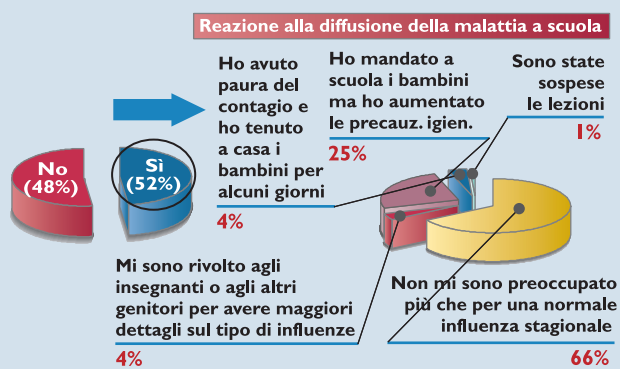 Reazione alla diffusione della malattia a scuola
No
(48%)
Sì
(52%)
Ho avuto
paura del
contagio e
ho tenuto
a casa i
bambini per
alcuni giorni
4%
Ho mandato a
scuola i bambini
ma ho aumentato
le precauz. igien.
25%
Sono state
sospese
le lezioni
1%
Mi sono rivolto agli
insegnanti o agli altri
genitori per avere maggiori
dettagli sul tipo di influenze
4%
Non mi sono preoccupato
più che per una normale
influenza stagionale
66%